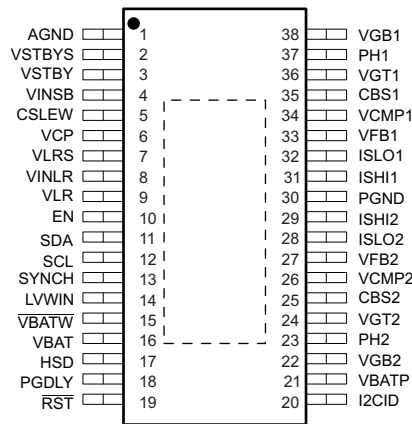 AGND 1 38 VGB1
VSTBYS 2 37 PH1
VSTBY 3 36 VGT1
VINSB 4 35 CBS1
CSLEW 5 34 VCMP1
VCP 6 33 VFB1
VLRS 7 32 ISLO1
VINLR 8 31 ISHI1
VLR 9 30 PGND
EN 10 29 ISHI2
SDA 11 28 ISLO2
SCL 12 27 VFB2
SYNCH 13 26 VCMP2
LVWIN 14 25 CBS2
VBATW 15 24 VGT2
VBAT 16 23 PH2
HSD 17 22 VGB2
PGDLY 18 21 VBATP
RST 19 20 I2CID